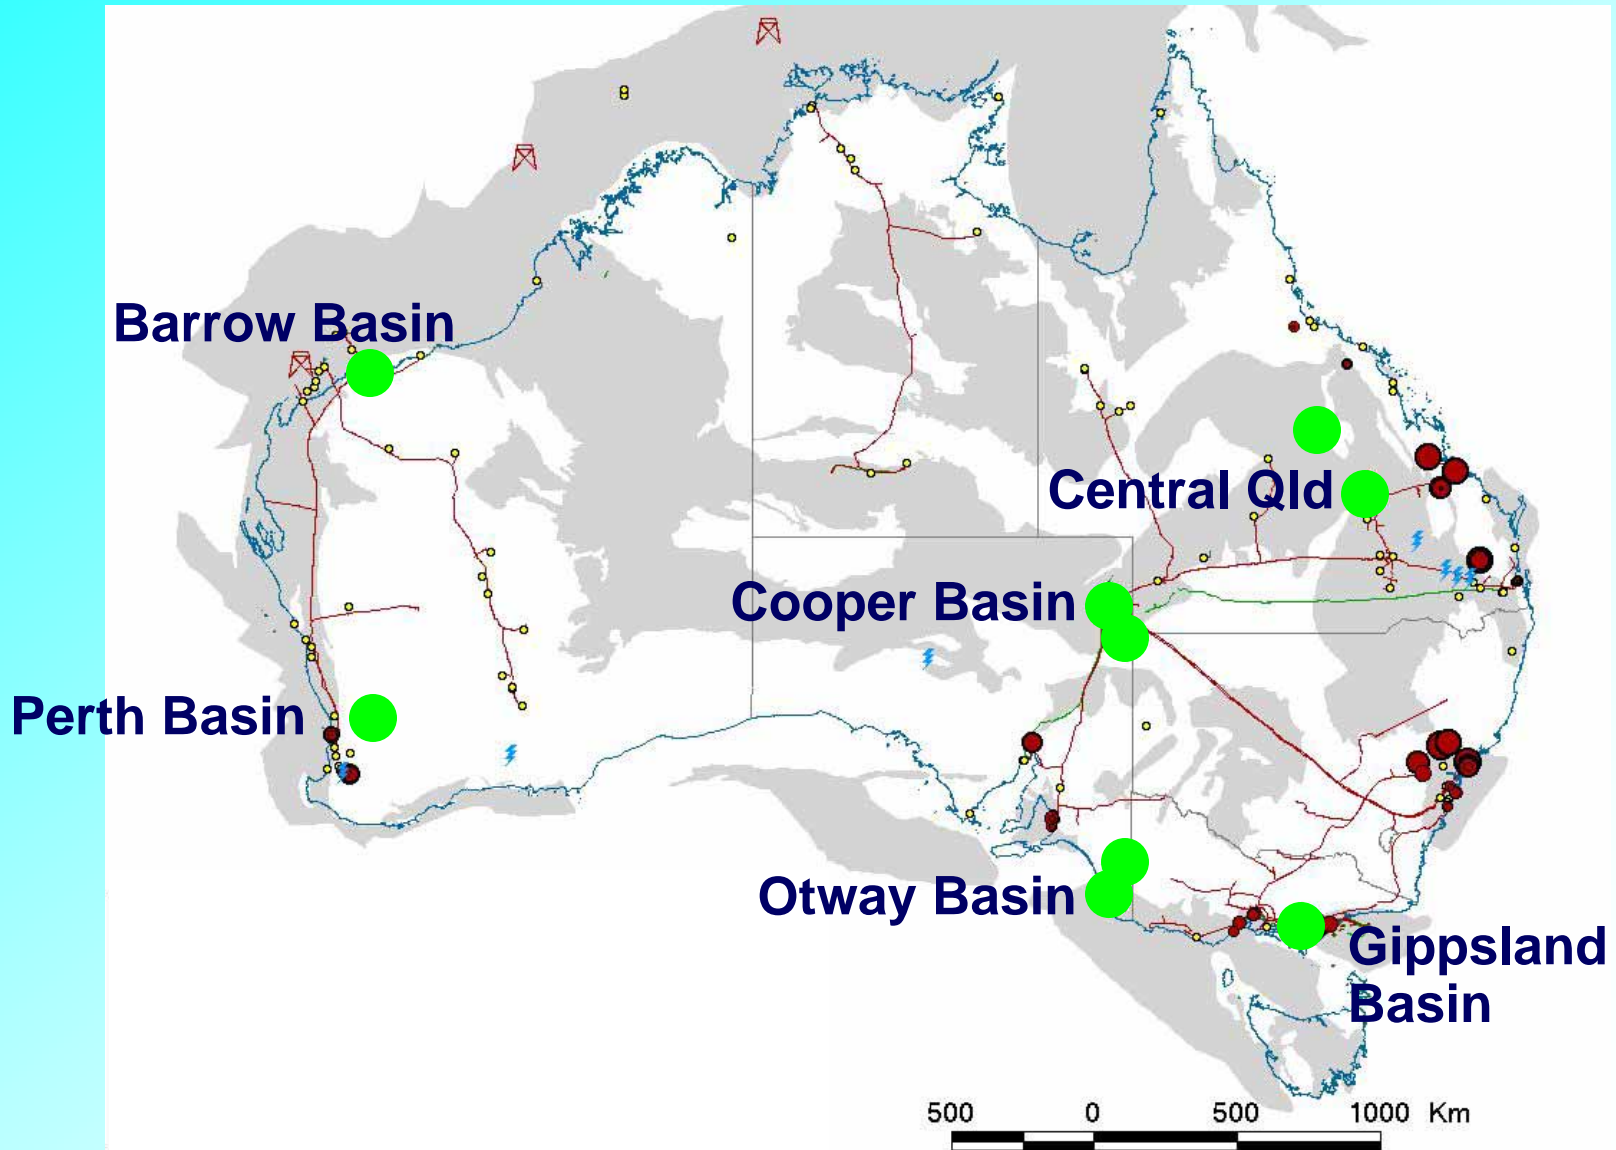 Barrow Basin
Central Qld
Cooper Basin
Perth Basin
Otway Basin
Gippsland
Basin
500 0 500 1000 Km